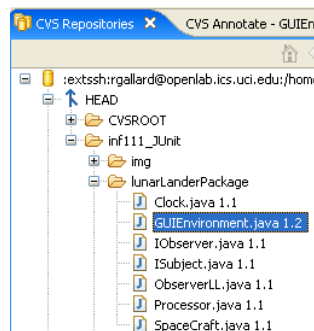 CVS Repositories CVS Annotate - GUIEn
:extssh:rgallard@openlab.ics.uci.edu:/hom
HEAD
CVSROOT
inf111_JUnit
img
lunarLanderPackage
Clock.java 1.1
GUIEnvironment.java 1.2
IObserver.java 1.1
ISubject.java 1.1
ObserverLL.java 1.1
Processor.java 1.1
SpaceCraft.java 1.1